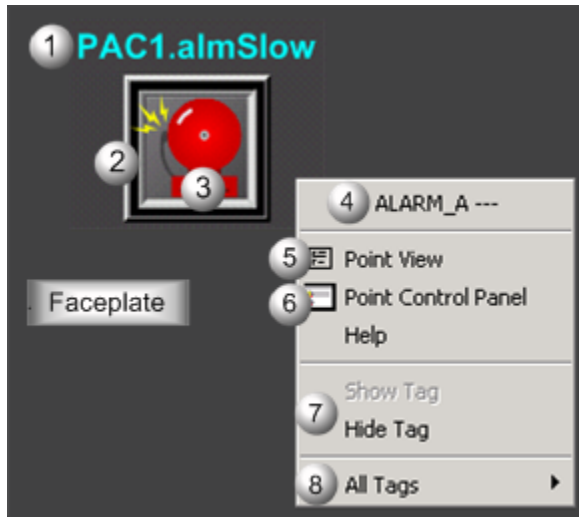 1 PAC1.almSlow
2
3
4 ALARM_A ---
5 Point View
6 Point Control Panel
Help
Faceplate
Show Tag
7
Hide Tag
8 All Tags